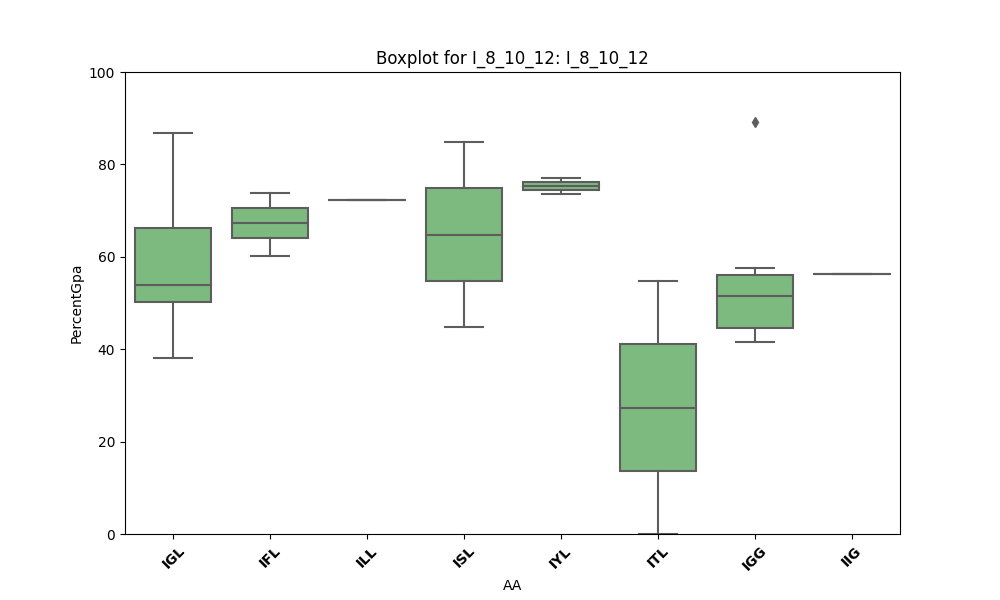 Boxplot for I_8_10_12: I_8_10_12
PercentGpa
100
80
60
40
20
0
IGL
IFL
ILL
ISL
IYL
ITL
IGG
IIG
AA